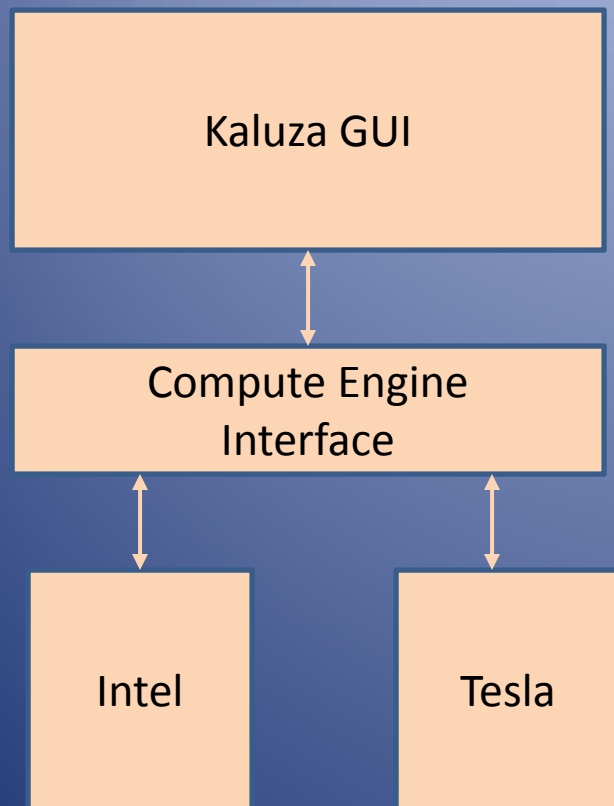 Kaluza GUI
Compute Engine
Interface
Intel
Tesla